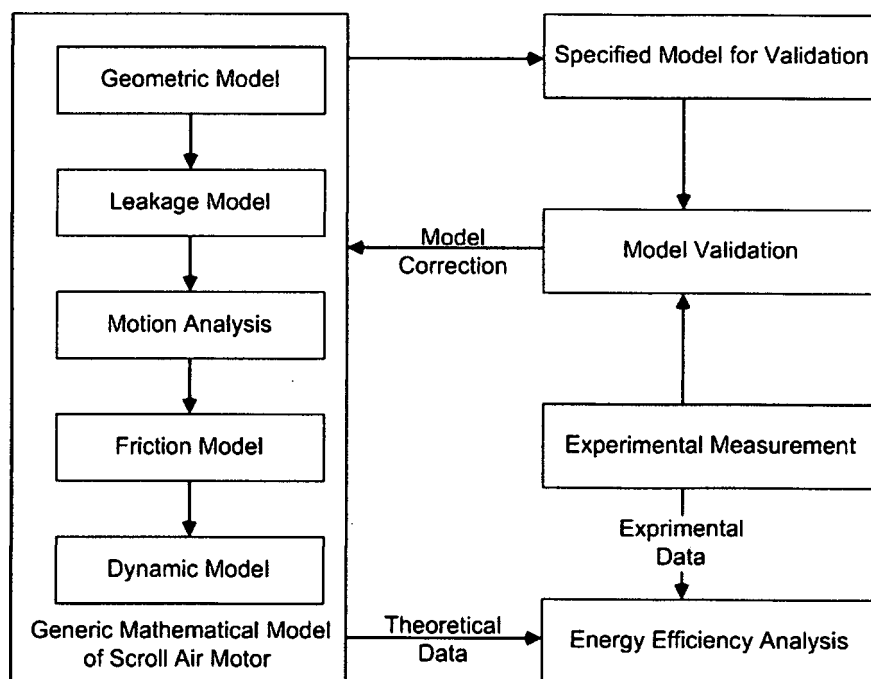 Geometric Model
Leakage Model
Motion Analysis
Friction Model
Dynamic Model
Generic Mathematical Model
of Scroll Air Motor
Specified Model for Validation
Model
Correction
Model Validation
Experimental Measurement
Exprimental
Data
Theoretical
Data
Energy Efficiency Analysis